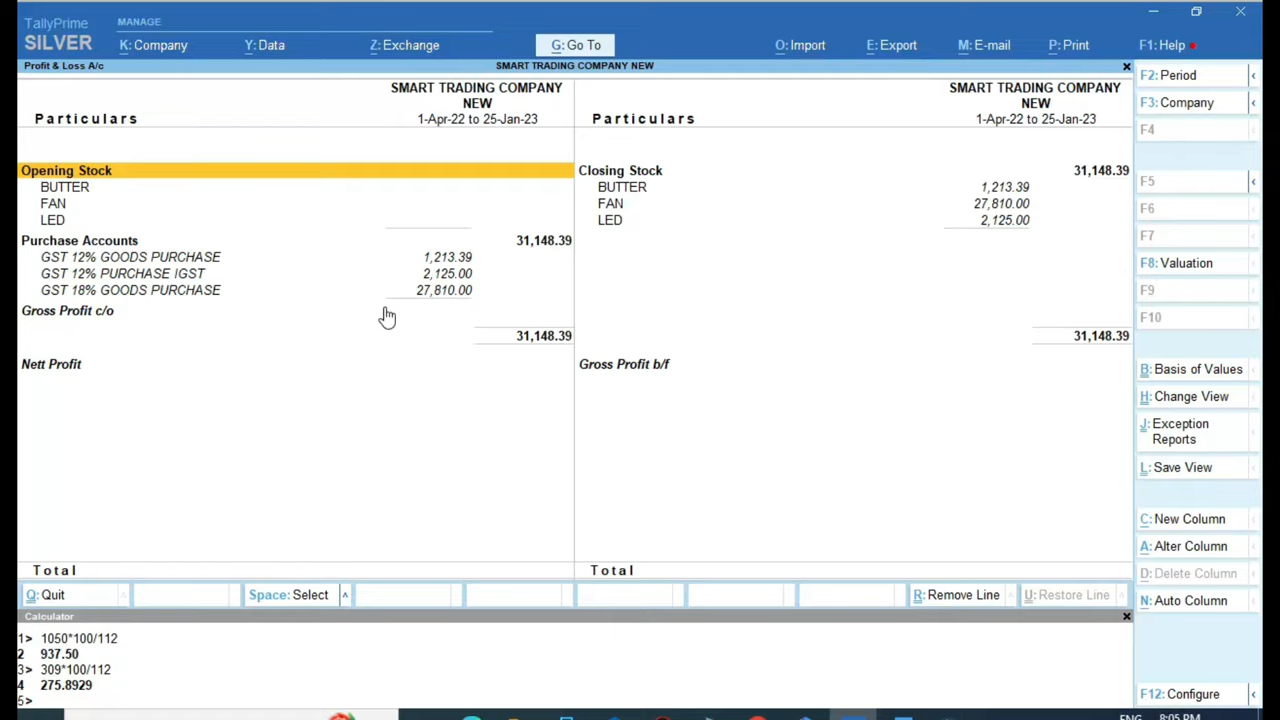 TallyPrime
SILVER
MANAGE
K: Company Y: Data Z: Exchange G: Go To O: Import E: Export M: E-mail P: Print F1: Help
Profit & Loss A/c SMART TRADING COMPANY NEW
Particulars SMART TRADING COMPANY NEW 1-Apr-22 to 25-Jan-23
Opening Stock
BUTTER
FAN
LED
Purchase Accounts 31,148.39
GST 12% GOODS PURCHASE 1,213.39
GST 12% PURCHASE IGST 2,125.00
GST 18% GOODS PURCHASE 27,810.00
Gross Profit c/o
31,148.39
Nett Profit
Total
Particulars SMART TRADING COMPANY NEW 1-Apr-22 to 25-Jan-23
Closing Stock 31,148.39
BUTTER 1,213.39
FAN 27,810.00
LED 2,125.00
31,148.39
Gross Profit b/f
Total
F2: Period
F3: Company
F4
F5
F6
F7
F8: Valuation
F9
F10
B: Basis of Values
H: Change View
J: Exception
Reports
L: Save View
C: New Column
A: Alter Column
D: Delete Column
N: Auto Column
F12: Configure
Q: Quit Space: Select R: Remove Line U: Restore Line
Calculator
1> 1050*100/112
2 937.50
3> 309*100/112
4 275.8929
5>
ENG 8:05 PM